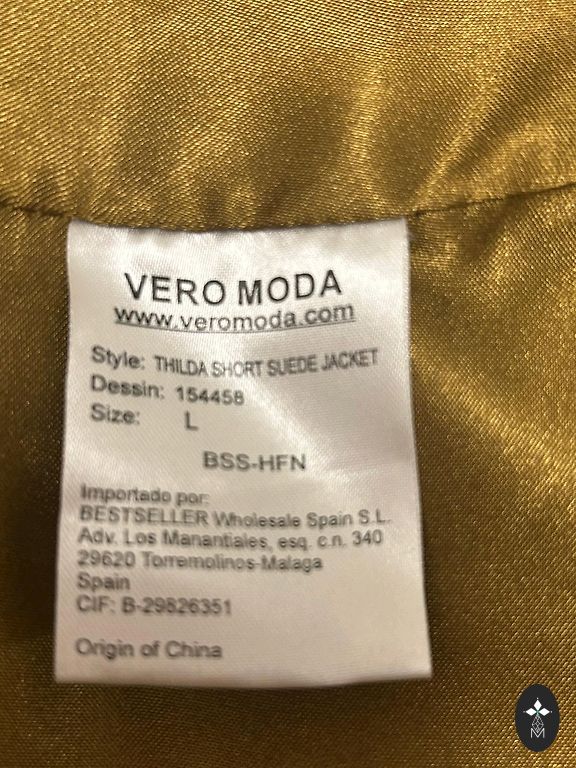 VERO MODA
www.veromoda.com
Style: THILDA SHORT SUEDE JACKET
Dessin: 154458
Size: L
BSS-HFN
Importado por:
BESTSELLER Wholesale Spain S.L.
Adv. Los Manantiales, esq. c.n. 340
29620 Torremolinos-Malaga
Spain
CIF: B-29826351
Origin of China
M